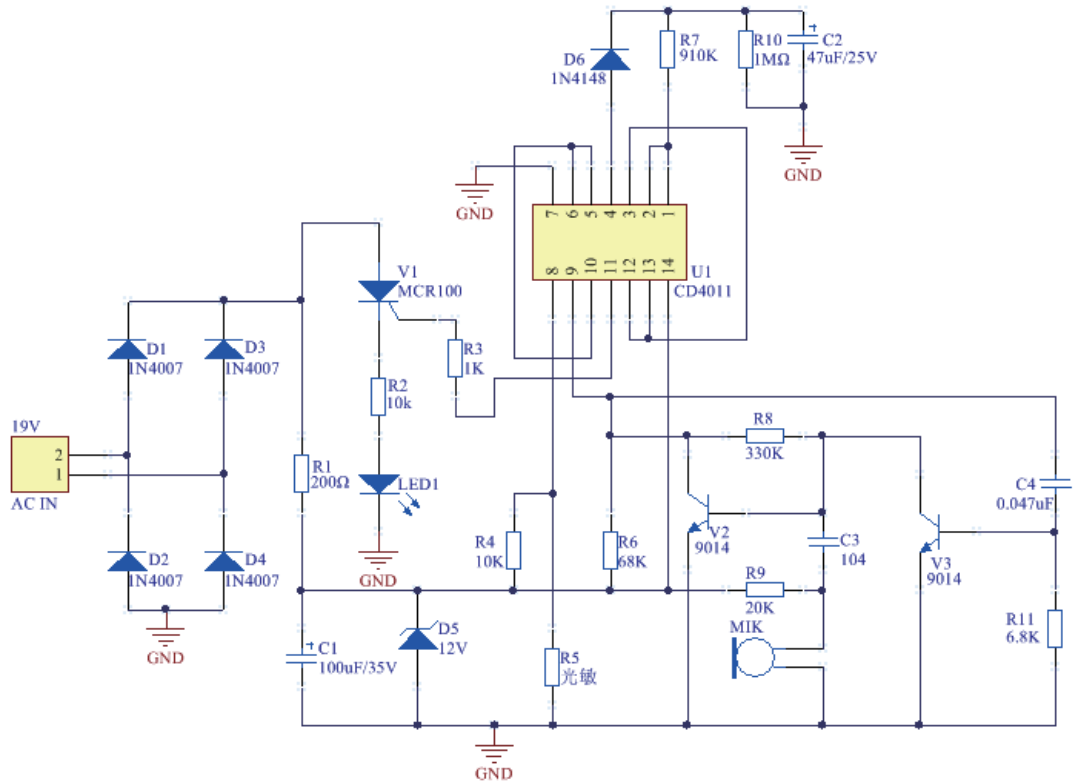 D6
1N4148
R7
910K
R10
1MΩ
C2
47uF/25V
GND
GND
7 6 5 4 3 2 1
8 9 10 11 12 13 14
U1
CD4011
V1
MCR100
D1
1N4007
D3
1N4007
R3
1K
R2
10k
19V
2
1
AC IN
R1
200Ω
LED1
R8
330K
C4
0.047uF
V2
9014
C3
104
V3
9014
R4
10K
R6
68K
D2
1N4007
D4
1N4007
GND
GND
R9
20K
MIK
R11
6.8K
D5
12V
C1
100uF/35V
R5
光敏
GND